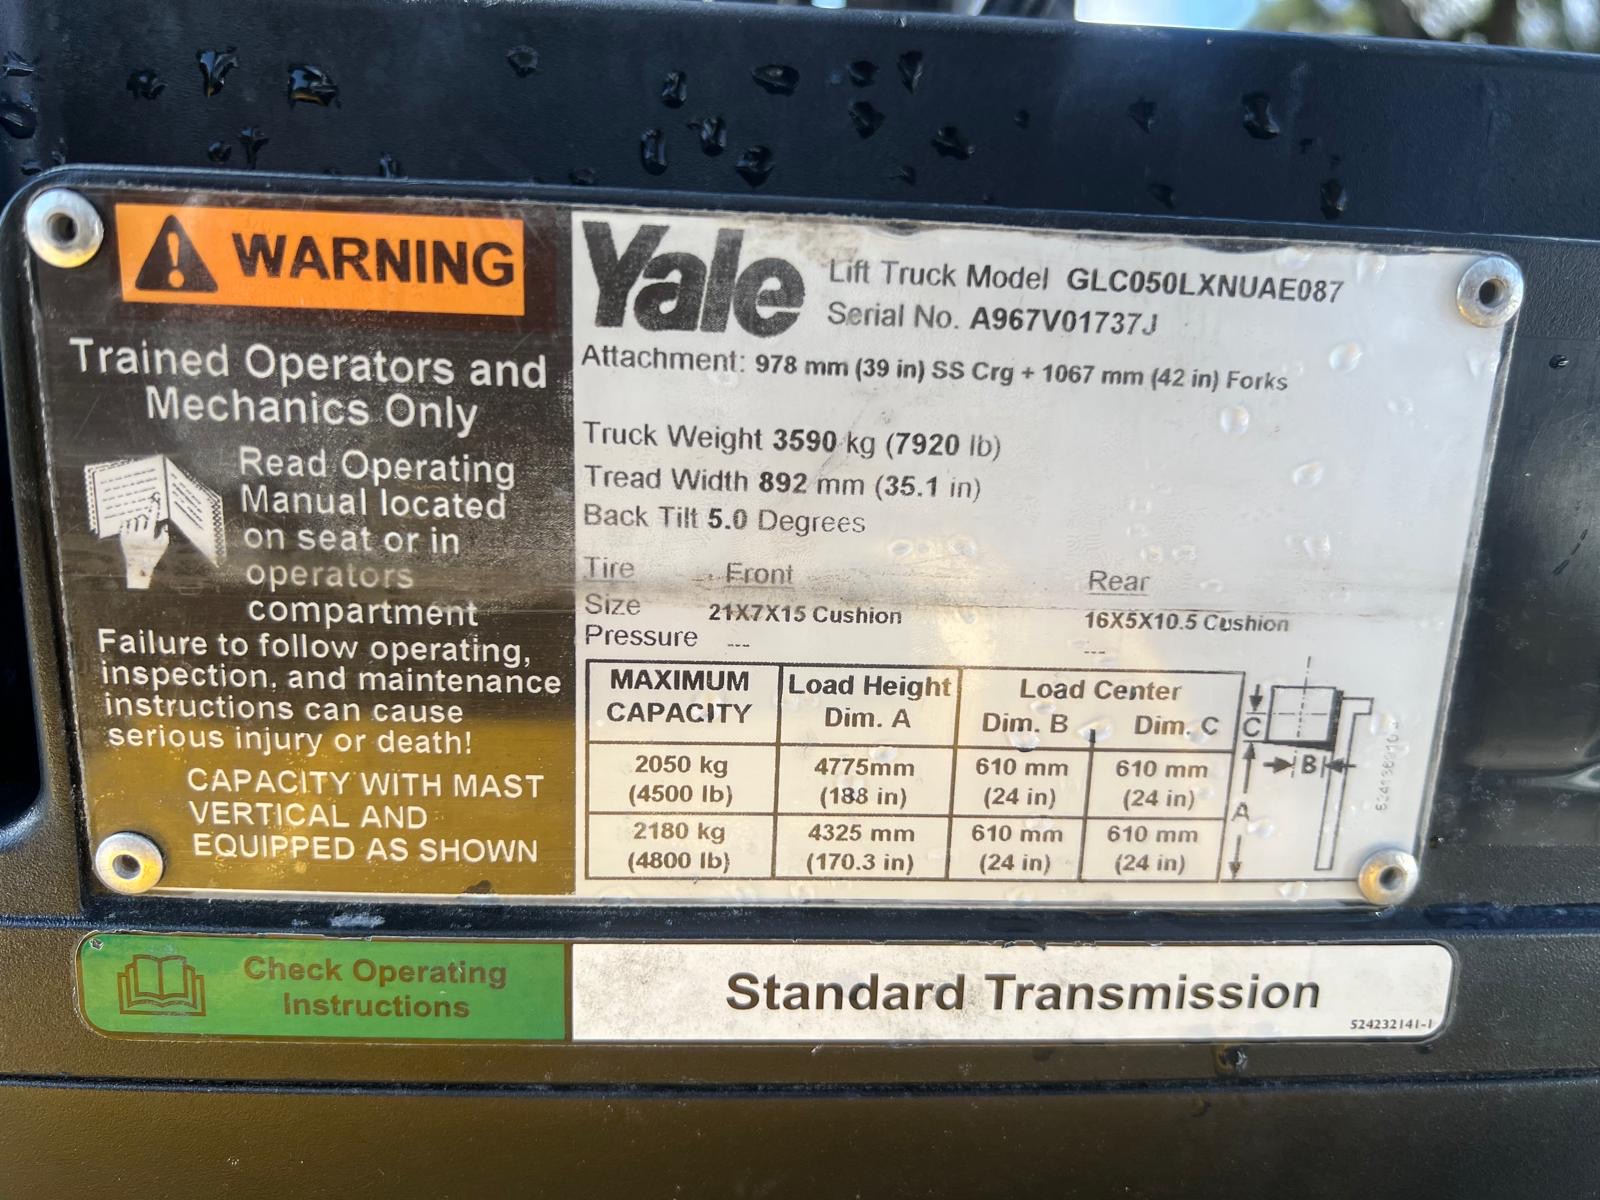 WARNING
Trained Operators and
Mechanics Only
Read Operating
Manual located
on seat or in
operators
compartment
Failure to follow operating,
inspection, and maintenance
instructions can cause
serious injury or death!
CAPACITY WITH MAST
VERTICAL AND
EQUIPPED AS SHOWN
Yale
Lift Truck Model GLC050LXNUAE087
Serial No. A967V01737J
Attachment: 978 mm (39 in) SS Crg + 1067 mm (42 in) Forks
Truck Weight 3590 kg (7920 lb)
Tread Width 892 mm (35.1 in)
Back Tilt 5.0 Degrees
Tire Front Rear
Size 21X7X15 Cushion 16X5X10.5 Cushion
Pressure --- ---
MAXIMUM CAPACITY Load Height Dim. A Load Center
Dim. B Dim. C
2050 kg 4775mm 610 mm 610 mm
(4500 lb) (188 in) (24 in) (24 in)
2180 kg 4325 mm 610 mm 610 mm
(4800 lb) (170.3 in) (24 in) (24 in)
C
B
A
Check Operating
Instructions
Standard Transmission
524232141-1